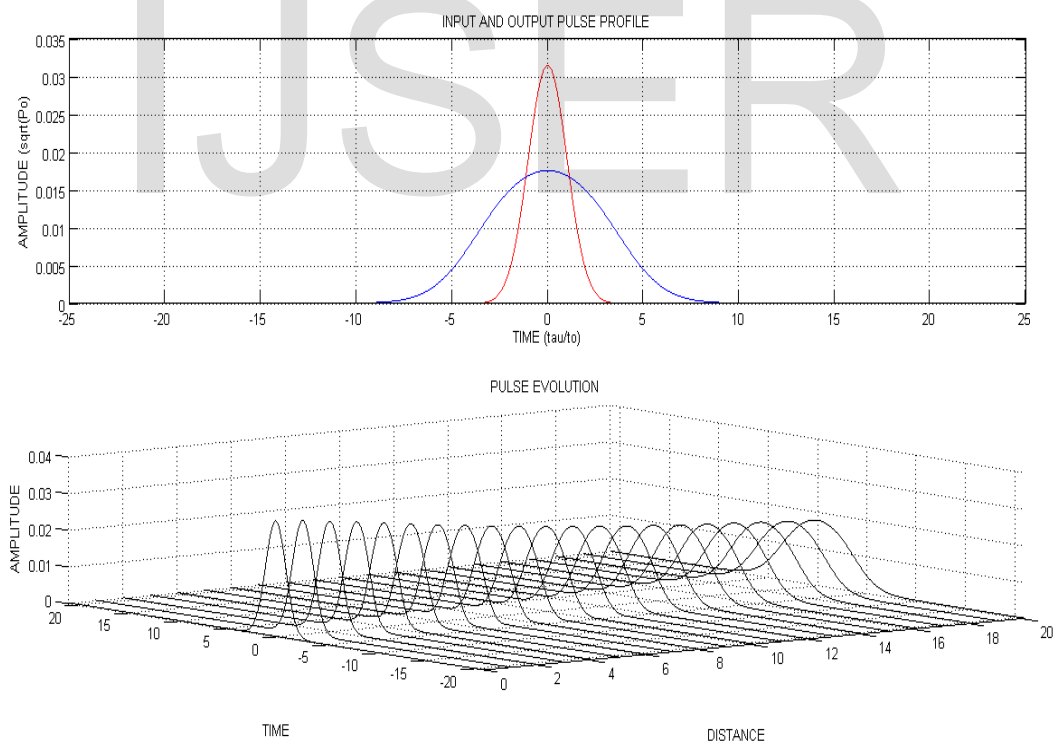 IJSER
INPUT AND OUTPUT PULSE PROFILE
0.035
0.03
0.025
0.02
0.015
0.01
0.005
0
AMPLITUDE (sqrt(Po)
-25 -20 -15 -10 -5 0 5 10 15 20 25
TIME (tau/to)
PULSE EVOLUTION
0.04
0.03
0.02
0.01
0
AMPLITUDE
20 15 10 5 0 -5 -10 -15 -20
0 2 4 6 8 10 12 14 16 18 20
TIME
DISTANCE